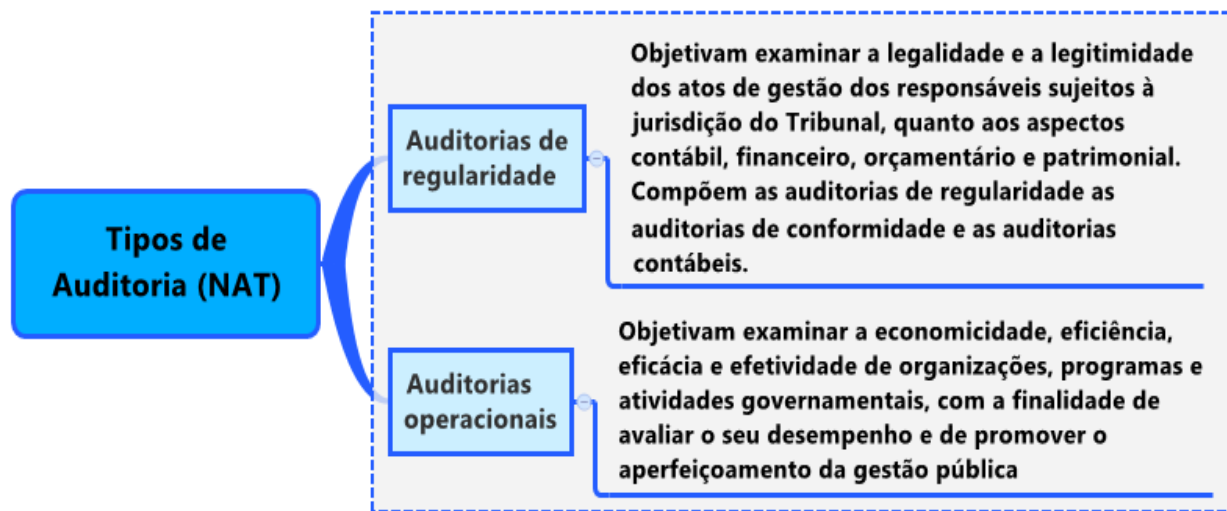 Tipos de
Auditoria (NAT)
Auditorias de
regularidade
Objetivam examinar a legalidade e a legitimidade
dos atos de gestão dos responsáveis sujeitos à
jurisdição do Tribunal, quanto aos aspectos
contábil, financeiro, orçamentário e patrimonial.
Compõem as auditorias de regularidade as
auditorias de conformidade e as auditorias
contábeis.
Auditorias
operacionais
Objetivam examinar a economicidade, eficiência,
eficácia e efetividade de organizações, programas e
atividades governamentais, com a finalidade de
avaliar o seu desempenho e de promover o
aperfeiçoamento da gestão pública